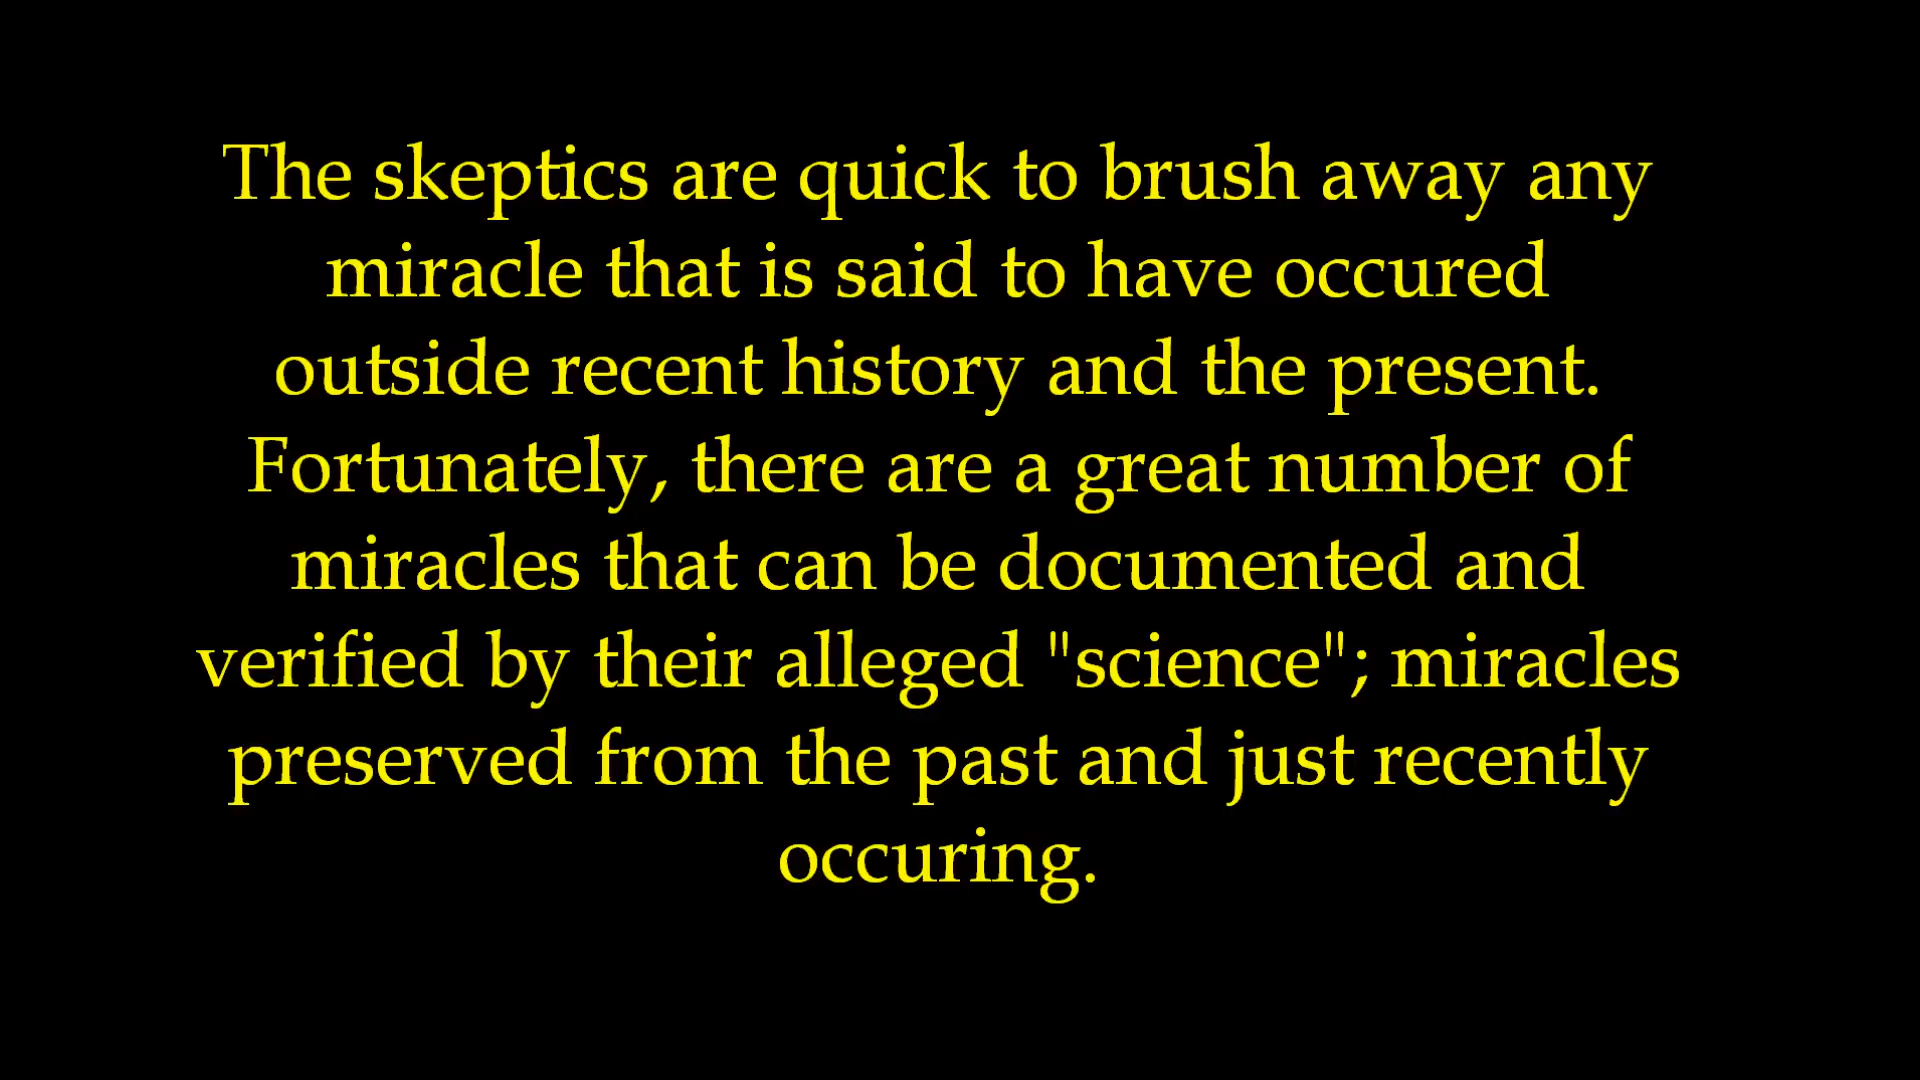 The skeptics are quick to brush away any
miracle that is said to have occured
outside recent history and the present.
Fortunately, there are a great number of
miracles that can be documented and
verified by their alleged "science"; miracles
preserved from the past and just recently
occuring.